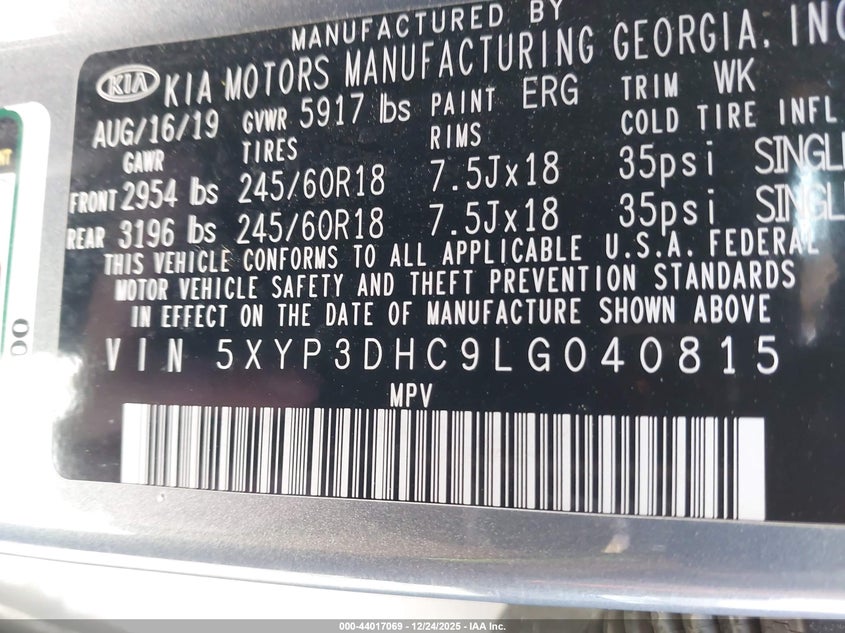 MANUFACTURED BY
KIA KIA MOTORS MANUFACTURING GEORGIA, INC
AUG/16/19 GVWR 5917 lbs PAINT ERG TRIM WK
GAWR TIRES RIMS COLD TIRE INFL
FRONT 2954 lbs 245/60R18 7.5Jx18 35psi SINGL
REAR 3196 lbs 245/60R18 7.5Jx18 35psi SINGL
THIS VEHICLE CONFORMS TO ALL APPLICABLE U.S.A. FEDERAL
MOTOR VEHICLE SAFETY AND THEFT PREVENTION STANDARDS
IN EFFECT ON THE DATE OF MANUFACTURE SHOWN ABOVE
VIN 5XYP3DHC9LG040815
MPV
000-44017069 - 12/24/2025 - IAA Inc.